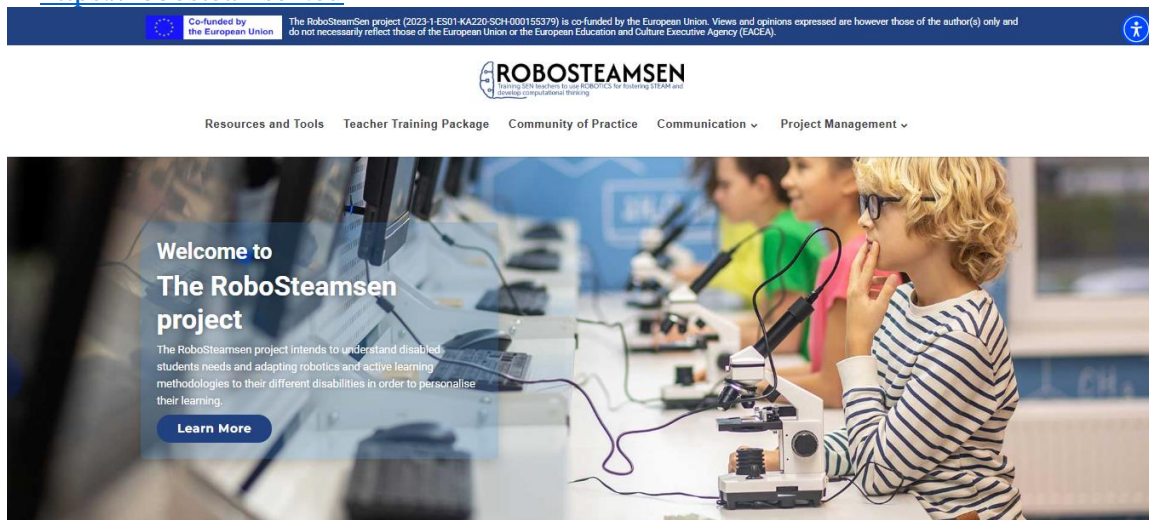 Co-funded by
the European Union
The RoboSteamSen project (2023-1-ES01-KA220-SCH-000155379) is co-funded by the European Union. Views and opinions expressed are however those of the author(s) only and
do not necessarily reflect those of the European Union or the European Education and Culture Executive Agency (EACEA).
ROBOSTEAMSEN
Training SEN teachers to use ROBOTICS for fostering STEAM and
develop computational thinking
Resources and Tools Teacher Training Package Community of Practice Communication Project Management
Welcome to
The RoboSteamsen
project
The RoboSteamsen project intends to understand disabled
students needs and adapting robotics and active learning
methodologies to their different disabilities in order to personalise
their learning.
Learn More